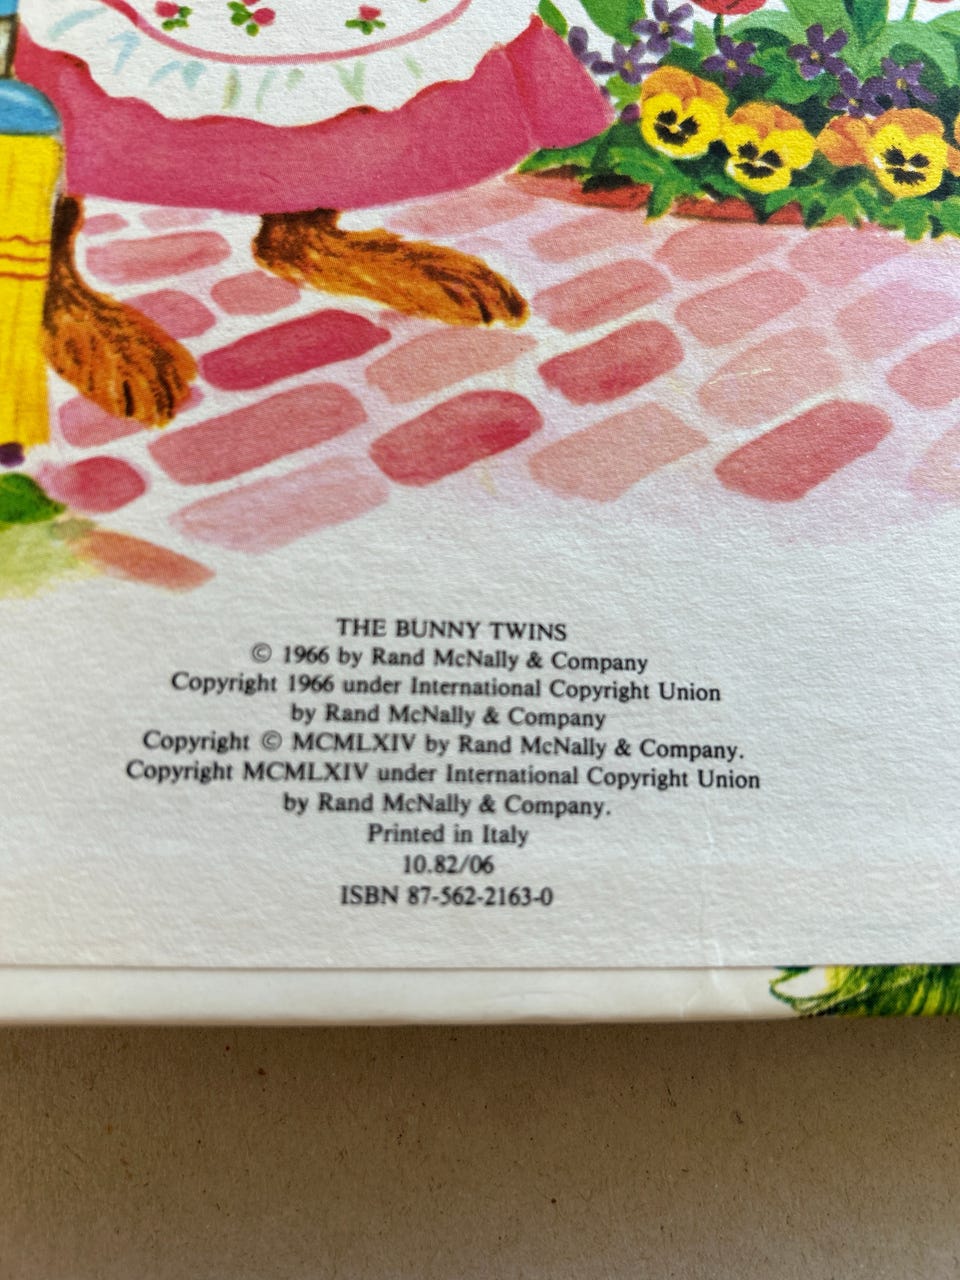 THE BUNNY TWINS
© 1966 by Rand McNally & Company
Copyright 1966 under International Copyright Union
by Rand McNally & Company
Copyright © MCMLXIV by Rand McNally & Company.
Copyright MCMLXIV under International Copyright Union
by Rand McNally & Company.
Printed in Italy
10.82/06
ISBN 87-562-2163-0